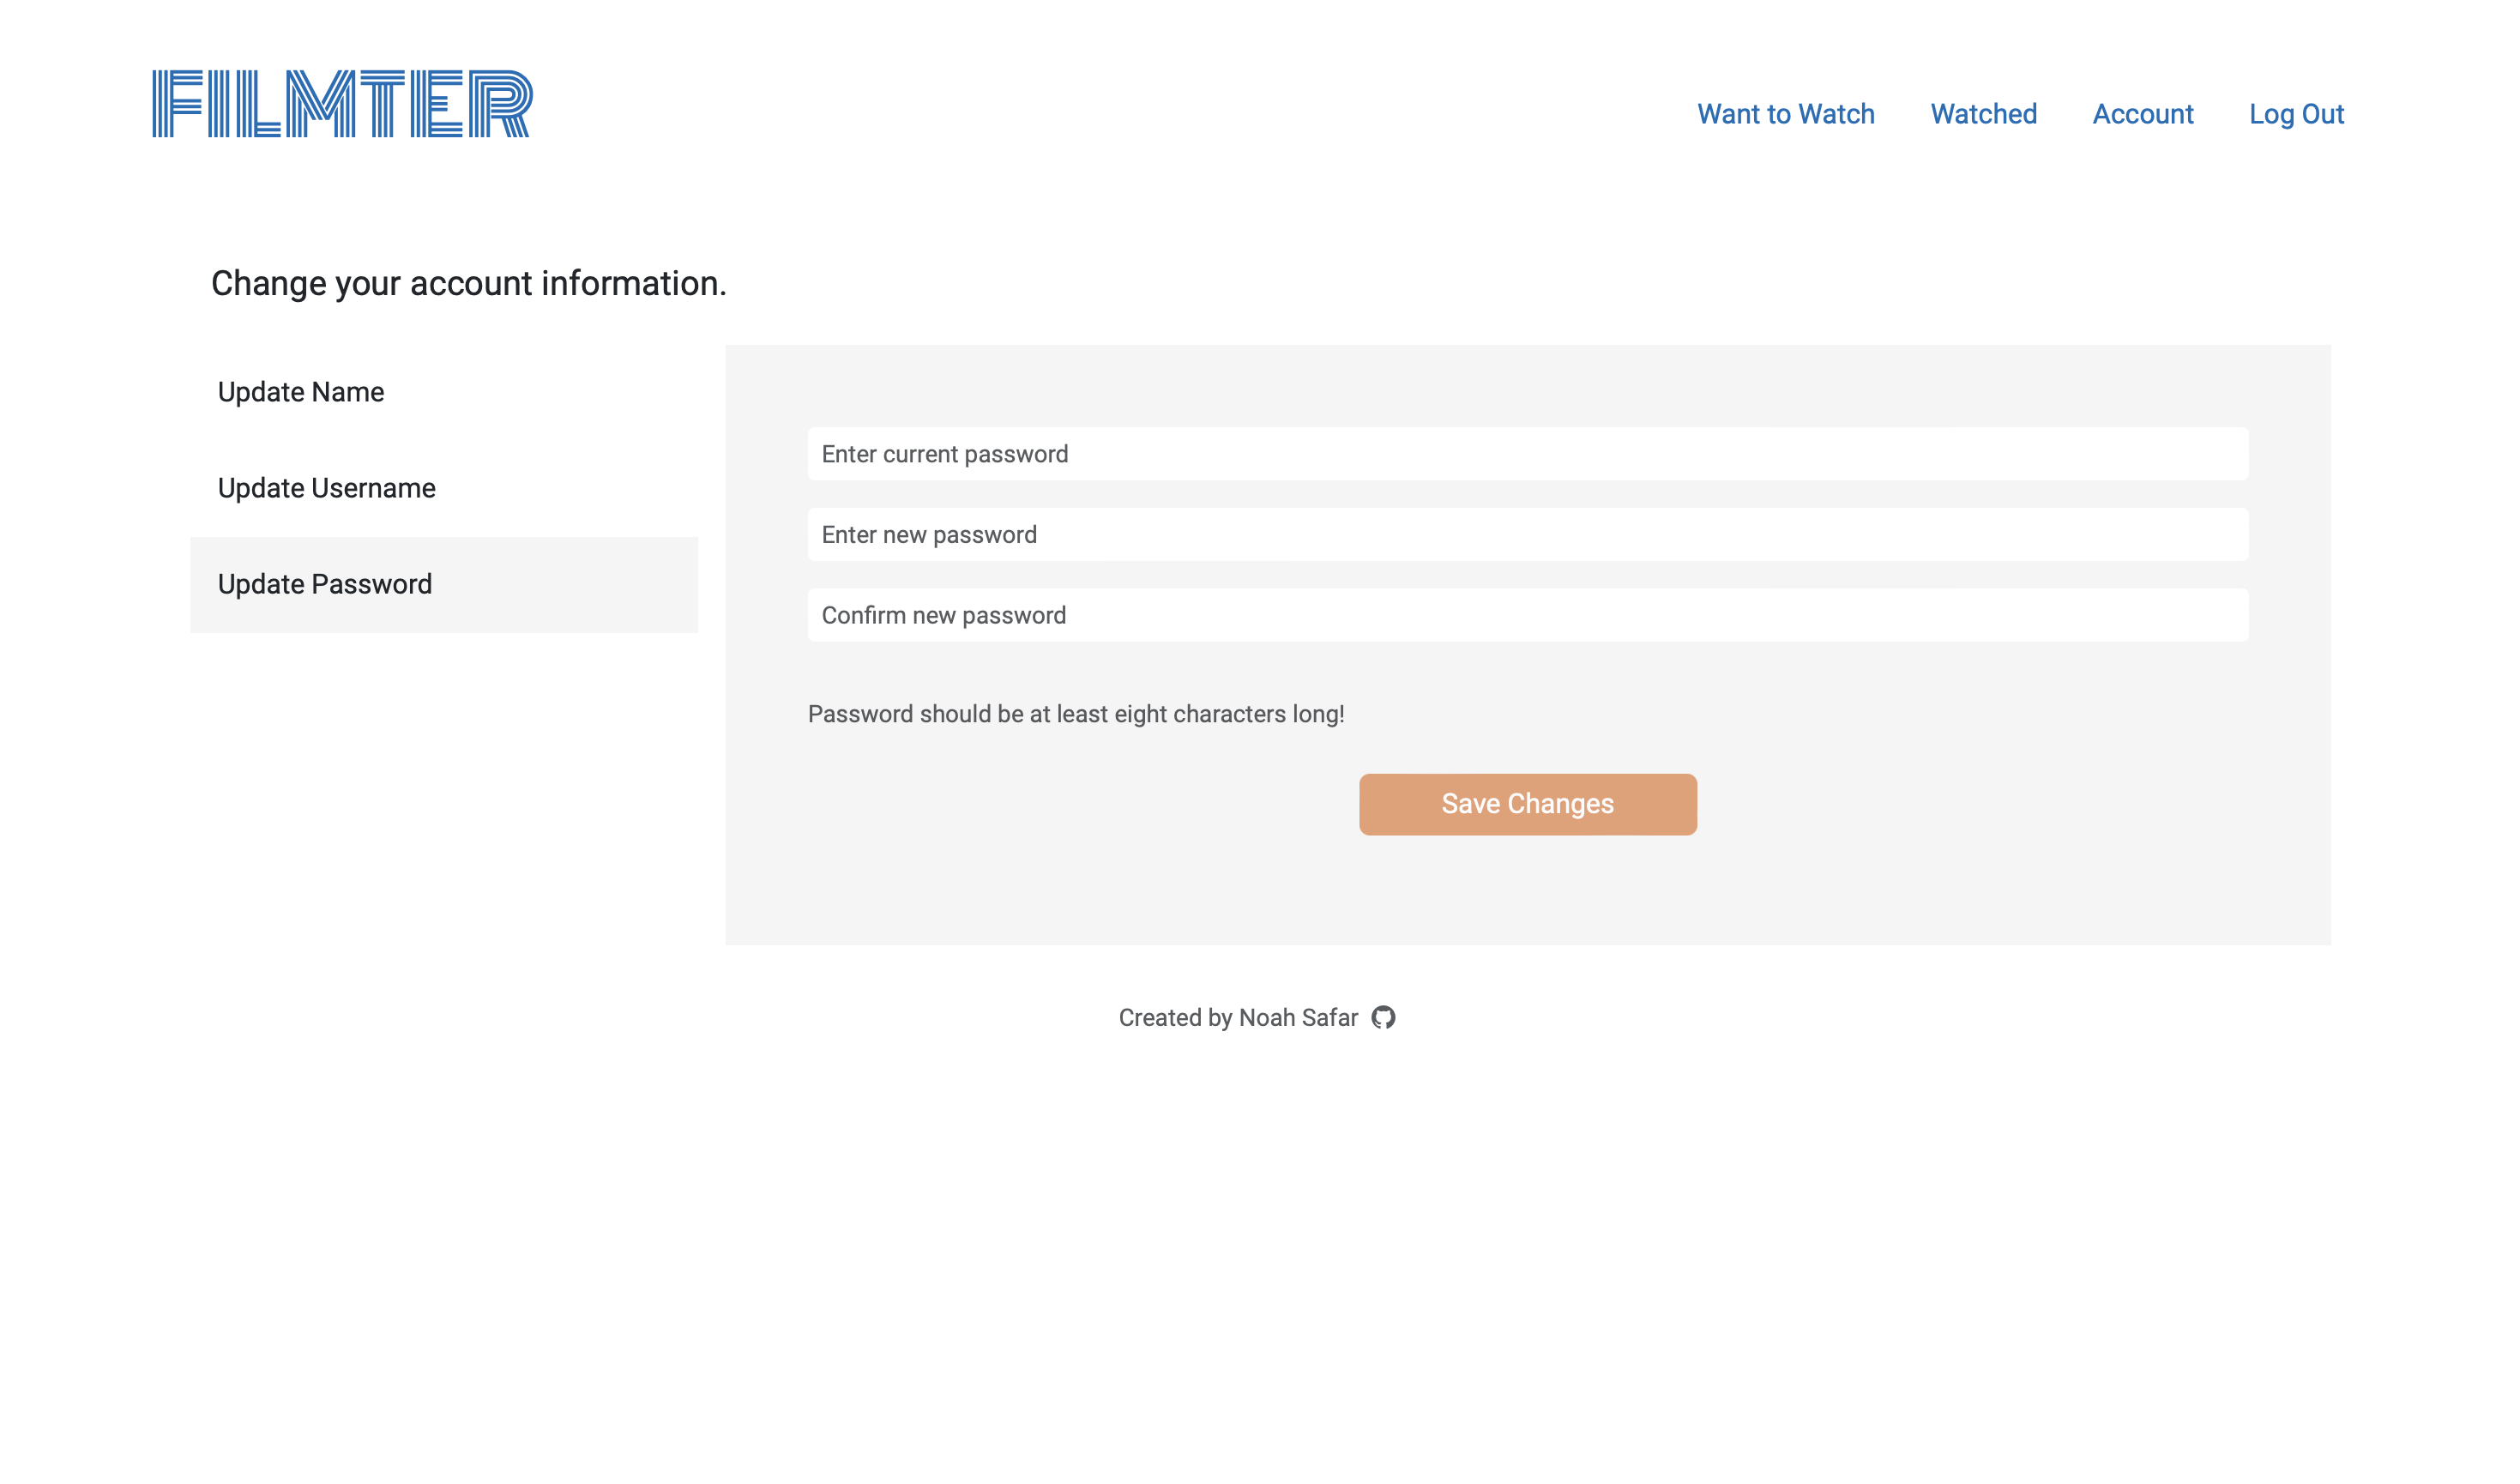 FILMTER
Want to Watch Watched Account Log Out
Change your account information.
Update Name
Update Username
Update Password
Enter current password
Enter new password
Confirm new password
Password should be at least eight characters long!
Save Changes
Created by Noah Safar